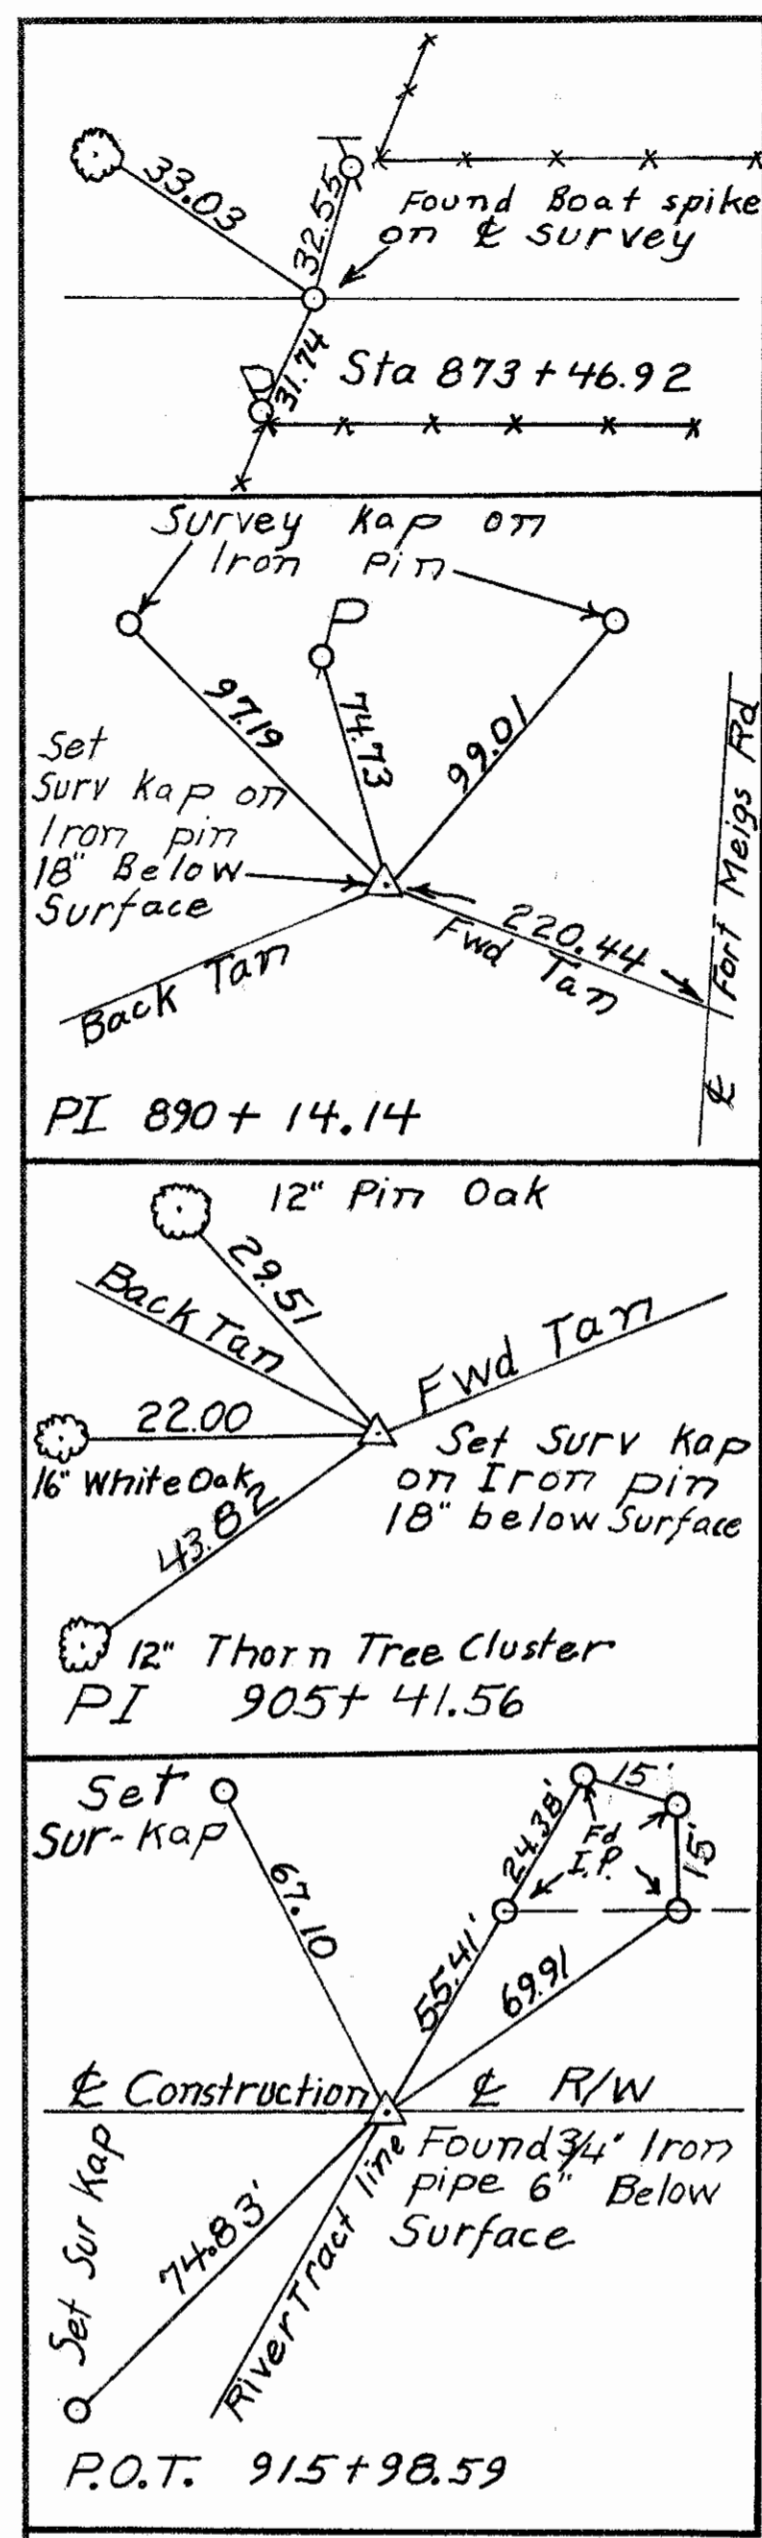 33.03
32.55
Found Boat spike
on ℄ Survey
31.74
Sta 873 + 46.92
Survey Kap on
Iron pin
P
97.19
74.73
99.01
Set
Surv Kap on
Iron pin
18" Below
Surface
Fort Meigs Rd
℄
220.44
Fwd Tan
Back Tan
PI 890 + 14.14
12" Pin Oak
29.51
Back Tan
Fwd Tan
22.00
16" White Oak
Set Surv Kap
on Iron pin
18" below Surface
43.82
12" Thorn Tree Cluster
PI 905 + 41.56
Set
Sur-Kap
67.10
15'
24.38'
Fd
I.P.
15'
55.41'
69.91
℄ Construction
℄ R/W
Found 3/4" Iron
pipe 6" Below
Surface
Set Sur Kap
74.83'
River Tract line
P.O.T. 915+98.59